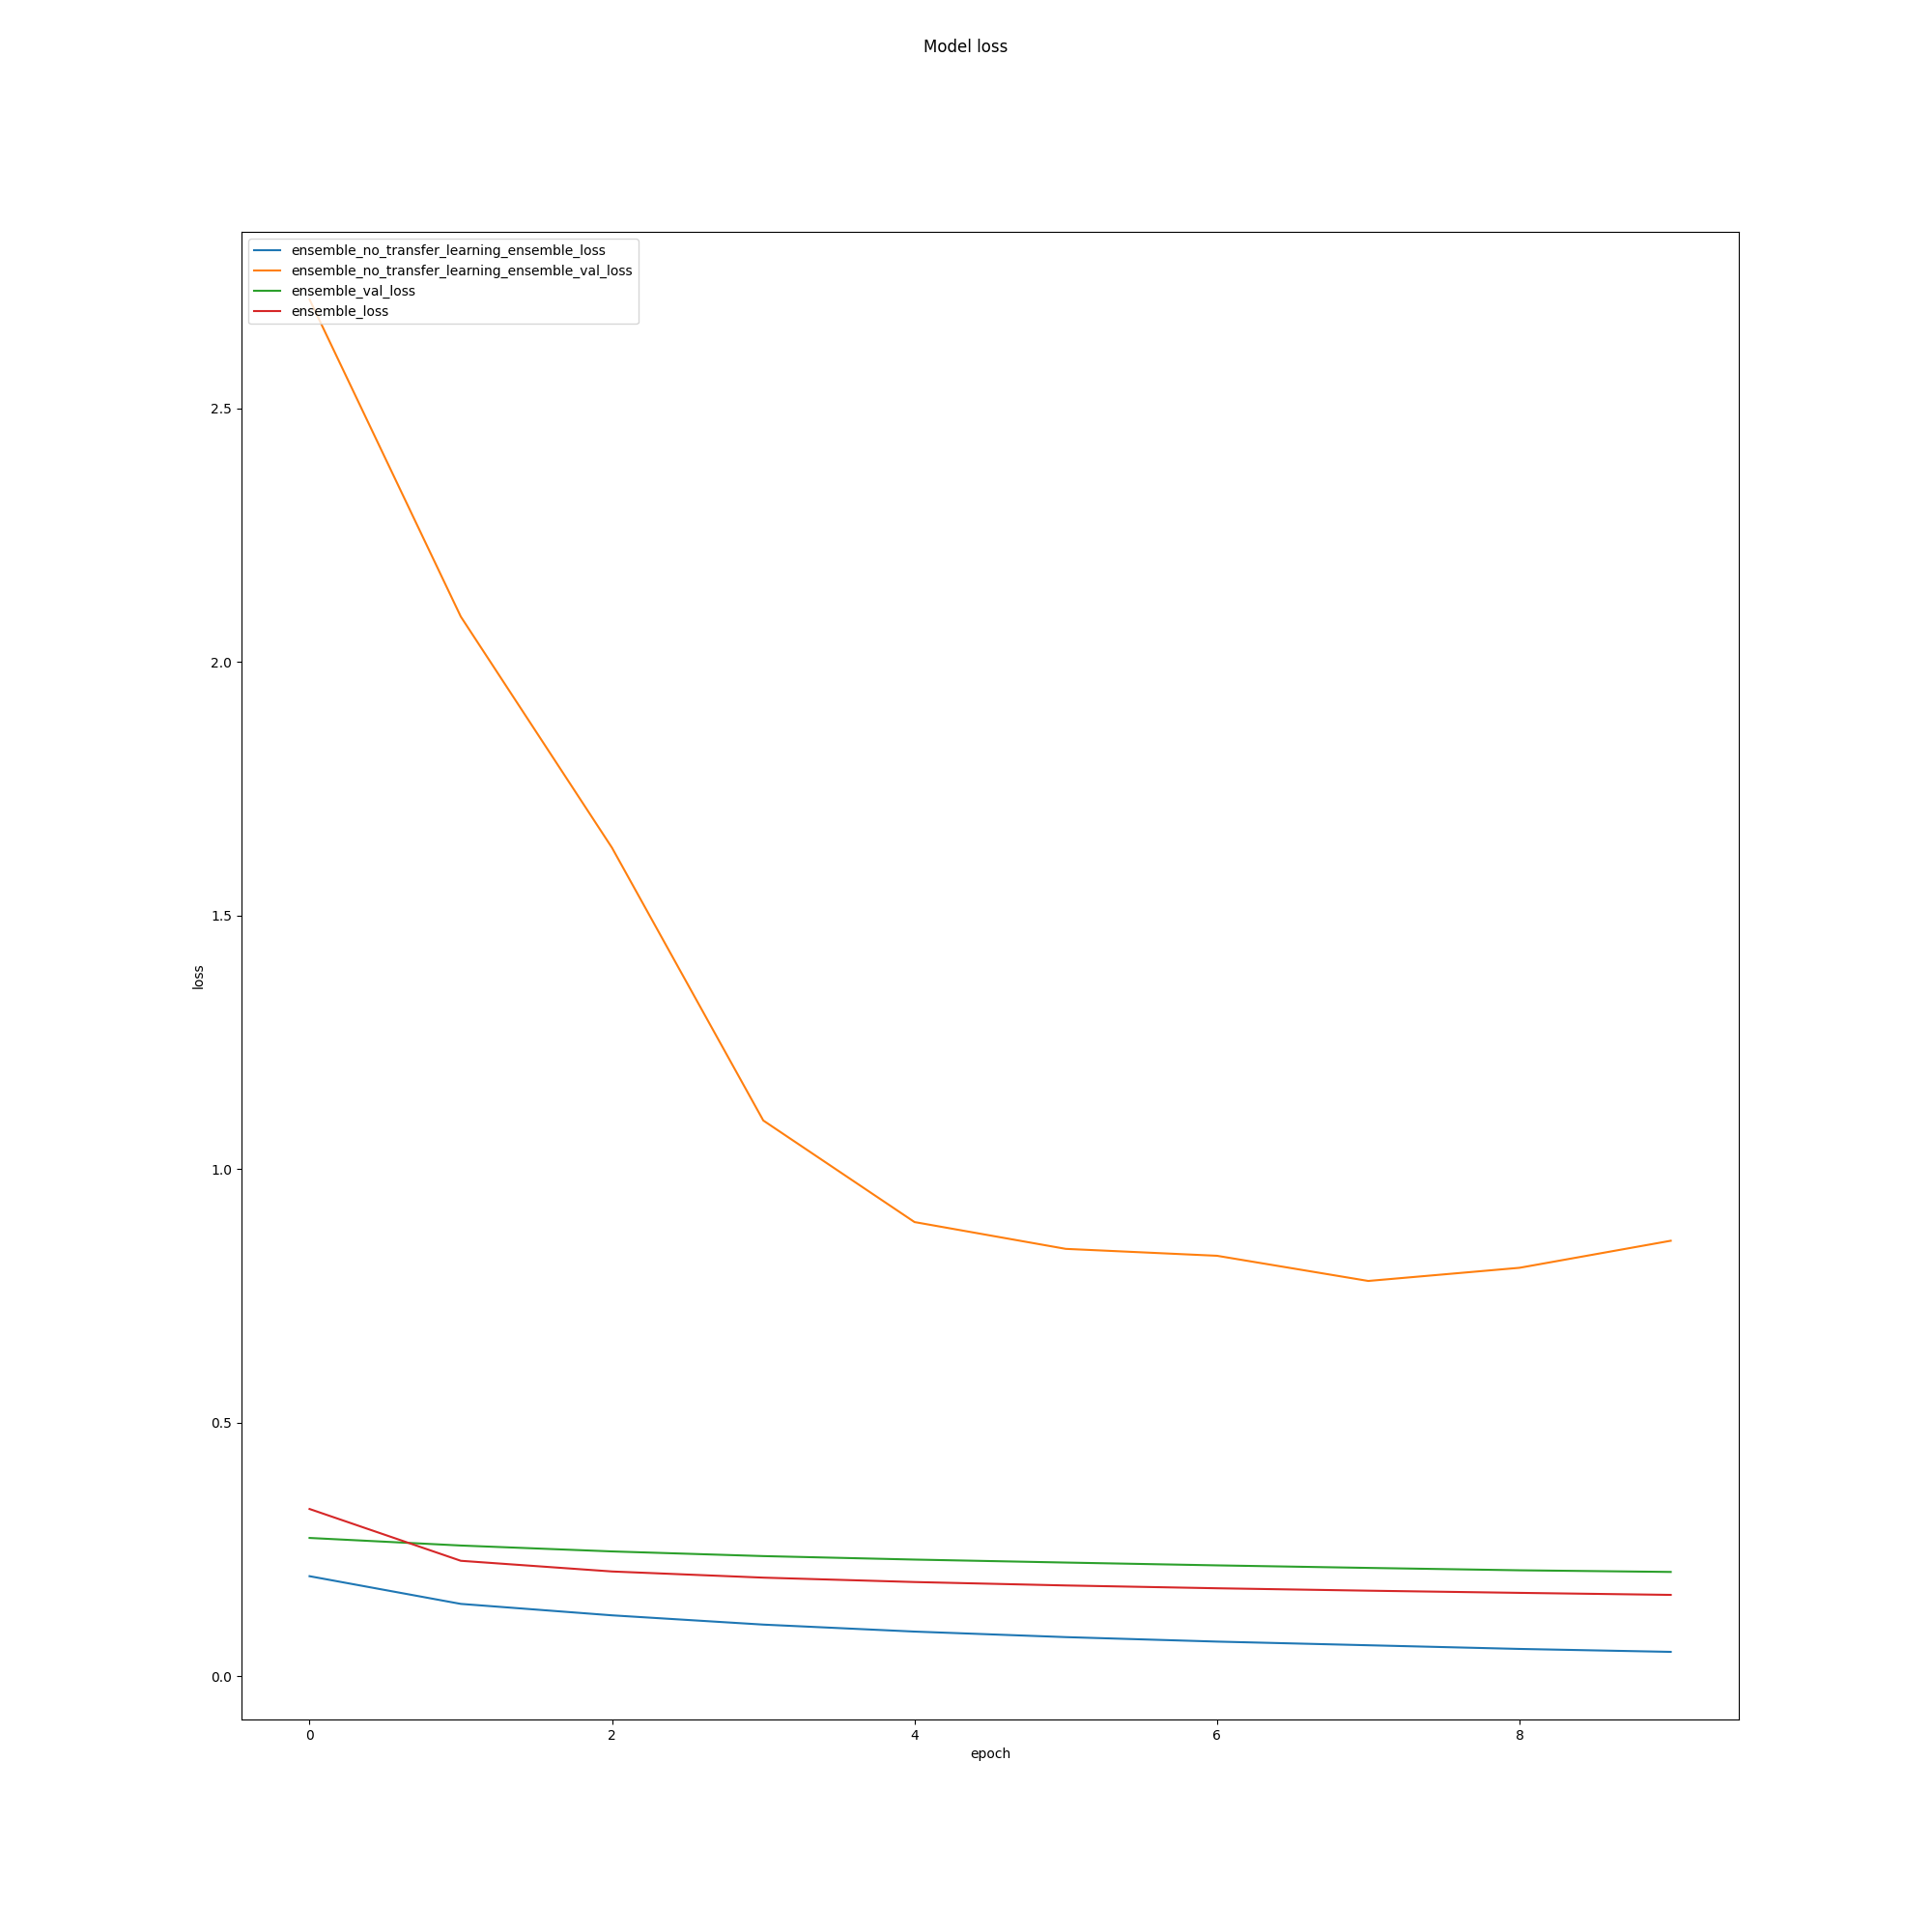 Model loss
ensemble_no_transfer_learning_ensemble_loss
ensemble_no_transfer_learning_ensemble_val_loss
ensemble_val_loss
ensemble_loss
2.5
2.0
1.5
1.0
0.5
0.0
loss
0 2 4 6 8
epoch